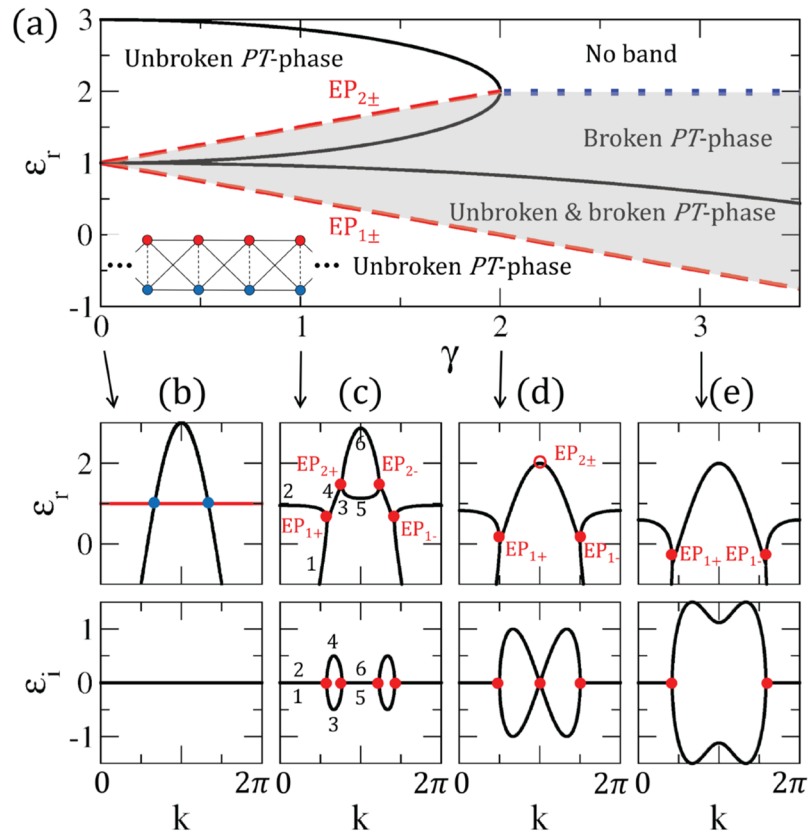 (a)
3
Unbroken PT-phase
No band
EP2±
2
Broken PT-phase
εr
1
Unbroken & broken PT-phase
EP1±
0
••• ••• Unbroken PT-phase
-1
0 1 2 3
γ
(b) (c) (d) (e)
εr
2
0
6
EP2+ EP2-
2 4 3 5
EP1+ EP1-
1
EP2±
EP1+ EP1-
EP1+ EP1-
εi
1
0
-1
4
2 6
1 5
3
0 2π 0 2π 0 2π 0 2π
k k k k